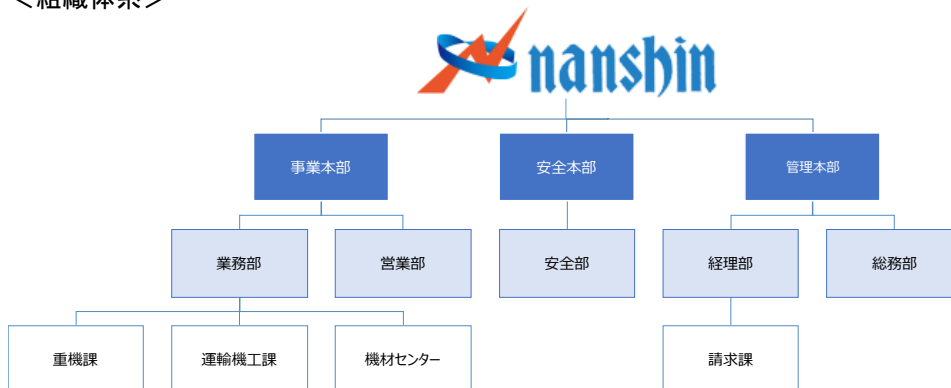 ＜組織体系＞
nanshin
事業本部
安全本部
管理本部
業務部
営業部
安全部
経理部
総務部
重機課
運輸機工課
機材センター
請求課